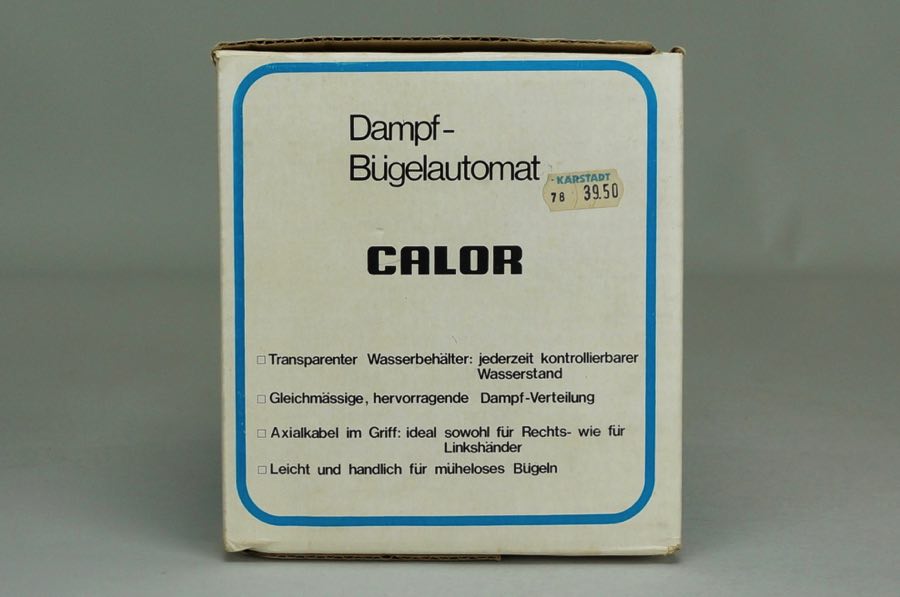 Dampf-
Bügelautomat
KARSTADT
78 39.50
CALOR
Transparenter Wasserbehälter: jederzeit kontrollierbarer
Wasserstand
Gleichmässige, hervorragende Dampf-Verteilung
Axialkabel im Griff: ideal sowohl für Rechts- wie für
Linkshänder
Leicht und handlich für müheloses Bügeln